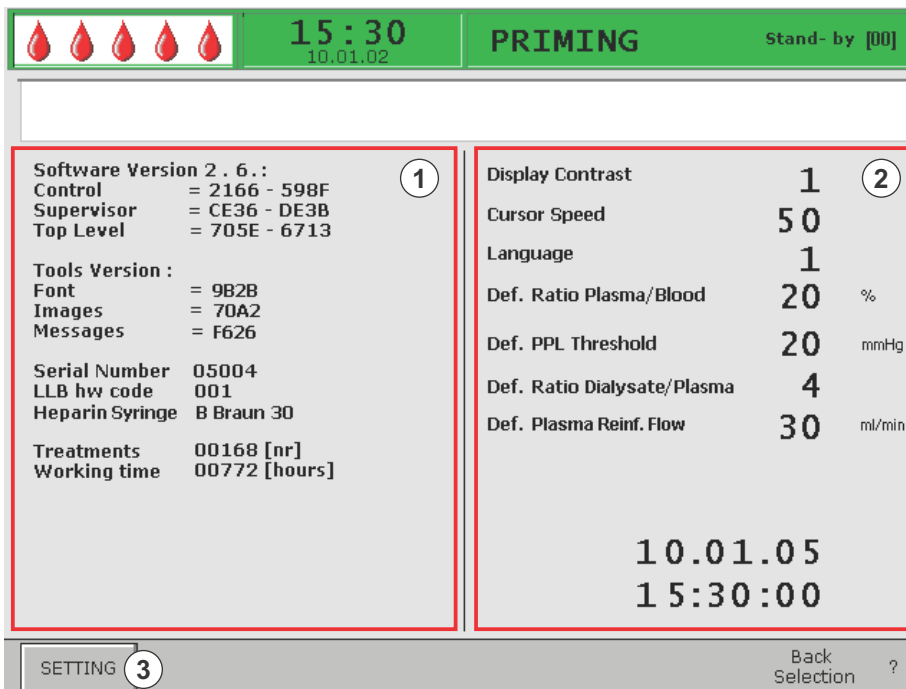 15:30
10.01.02
PRIMING
Stand- by [00]
Software Version 2 . 6.:
Control = 2166 - 598F
Supervisor = CE36 - DE3B
Top Level = 705E - 6713
Tools Version :
Font = 9B2B
Images = 70A2
Messages = F626
Serial Number 05004
LLB hw code 001
Heparin Syringe B Braun 30
Treatments 00168 [nr]
Working time 00772 [hours]
1
Display Contrast 1
2
Cursor Speed 50
Language 1
Def. Ratio Plasma/Blood 20 %
Def. PPL Threshold 20 mmHg
Def. Ratio Dialysate/Plasma 4
Def. Plasma Reinf. Flow 30 ml/min
10.01.05
15:30:00
SETTING
3
Back
Selection
?